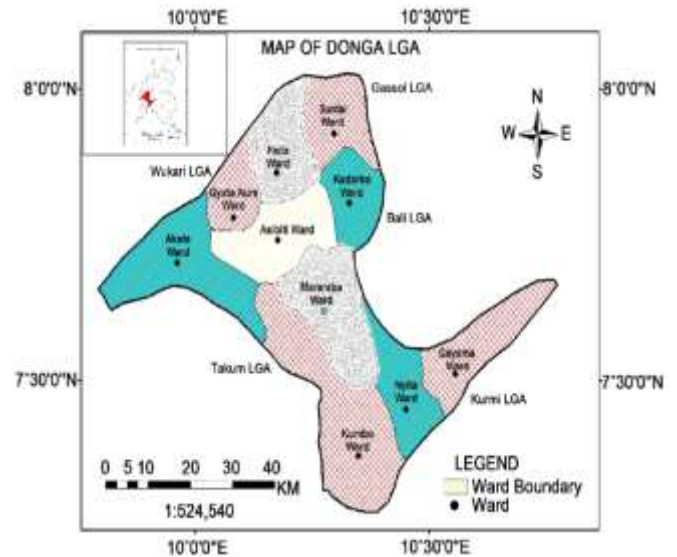 10°0'0"E
10°30'0"E
MAP OF DONGA LGA
8°0'0"N
8°0'0"N
Gassol LGA
Suntai
Ward
N
W
E
S
Fada
Ward
Wukari LGA
Kadarko
Ward
Gyata Aure
Ward
Bali LGA
Asibiti Ward
Akate
Ward
Mararaba
Ward
Gayama
Ward
Takum LGA
7°30'0"N
7°30'0"N
Nyita
Ward
Kurmi LGA
Kumbo
Ward
LEGEND
0 5 10 20 30 40
KM
Ward Boundary
Ward
1:524,540
10°0'0"E
10°30'0"E